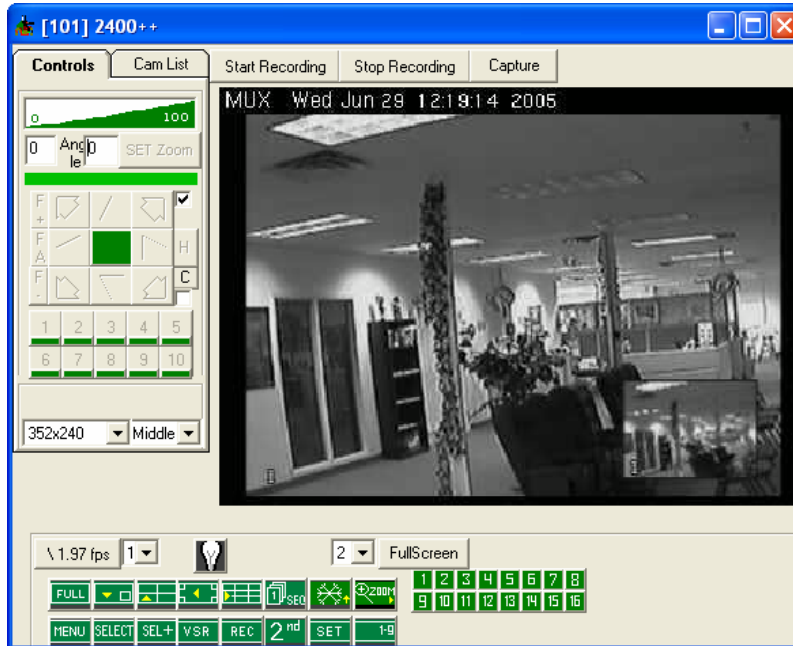 [101] 2400++
Controls Cam List Start Recording Stop Recording Capture
MUX Wed Jun 29 12:19:14 2005
0 100
0 Angle 0 SET Zoom
F+
FA H
F- C
1 2 3 4 5
6 7 8 9 10
352x240 Middle
\ 1.97 fps 1 2 FullScreen
FULL 1 SEQ ZOOM 1 2 3 4 5 6 7 8
9 10 11 12 13 14 15 16
MENU SELECT SEL+ VSR REC 2nd SET 1-9